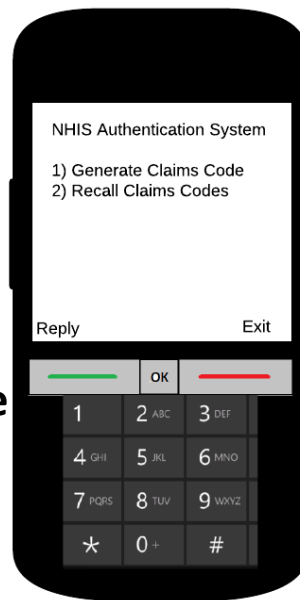 NHIS Authentication System
1) Generate Claims Code
2) Recall Claims Codes
Reply Exit
e
OK
1 2 ABC 3 DEF
4 GHI 5 JKL 6 MNO
7 PQRS 8 TUV 9 WXYZ
* 0 + #